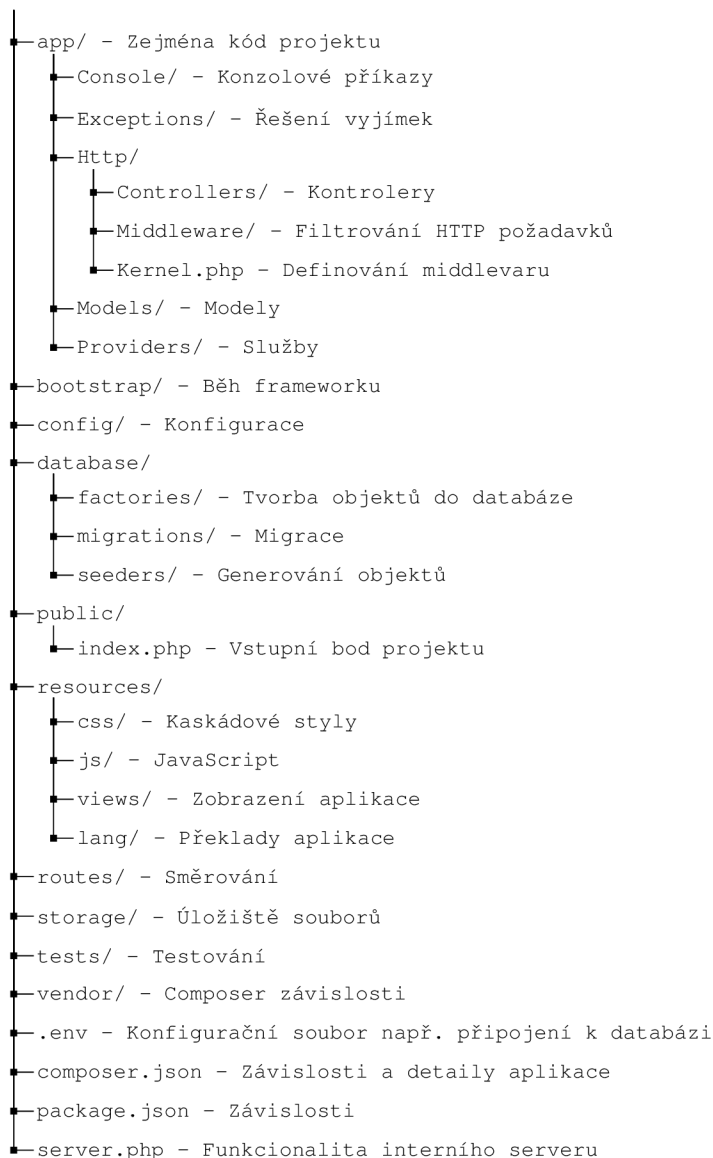 app/ – Zejména kód projektu
Console/ – Konzolové příkazy
Exceptions/ – Řešení vyjímek
Http/
Controllers/ – Kontrolery
Middleware/ – Filtrování HTTP požadavků
Kernel.php – Definování middlevaru
Models/ – Modely
Providers/ – Služby
bootstrap/ – Běh frameworku
config/ – Konfigurace
database/
factories/ – Tvorba objektů do databáze
migrations/ – Migrace
seeders/ – Generování objektů
public/
index.php – Vstupní bod projektu
resources/
css/ – Kaskádové styly
js/ – JavaScript
views/ – Zobrazení aplikace
lang/ – Překlady aplikace
routes/ – Směrování
storage/ – Úložiště souborů
tests/ – Testování
vendor/ – Composer závislosti
.env – Konfigurační soubor např. připojení k databázi
composer.json – Závislosti a detaily aplikace
package.json – Závislosti
server.php – Funkcionalita interního serveru